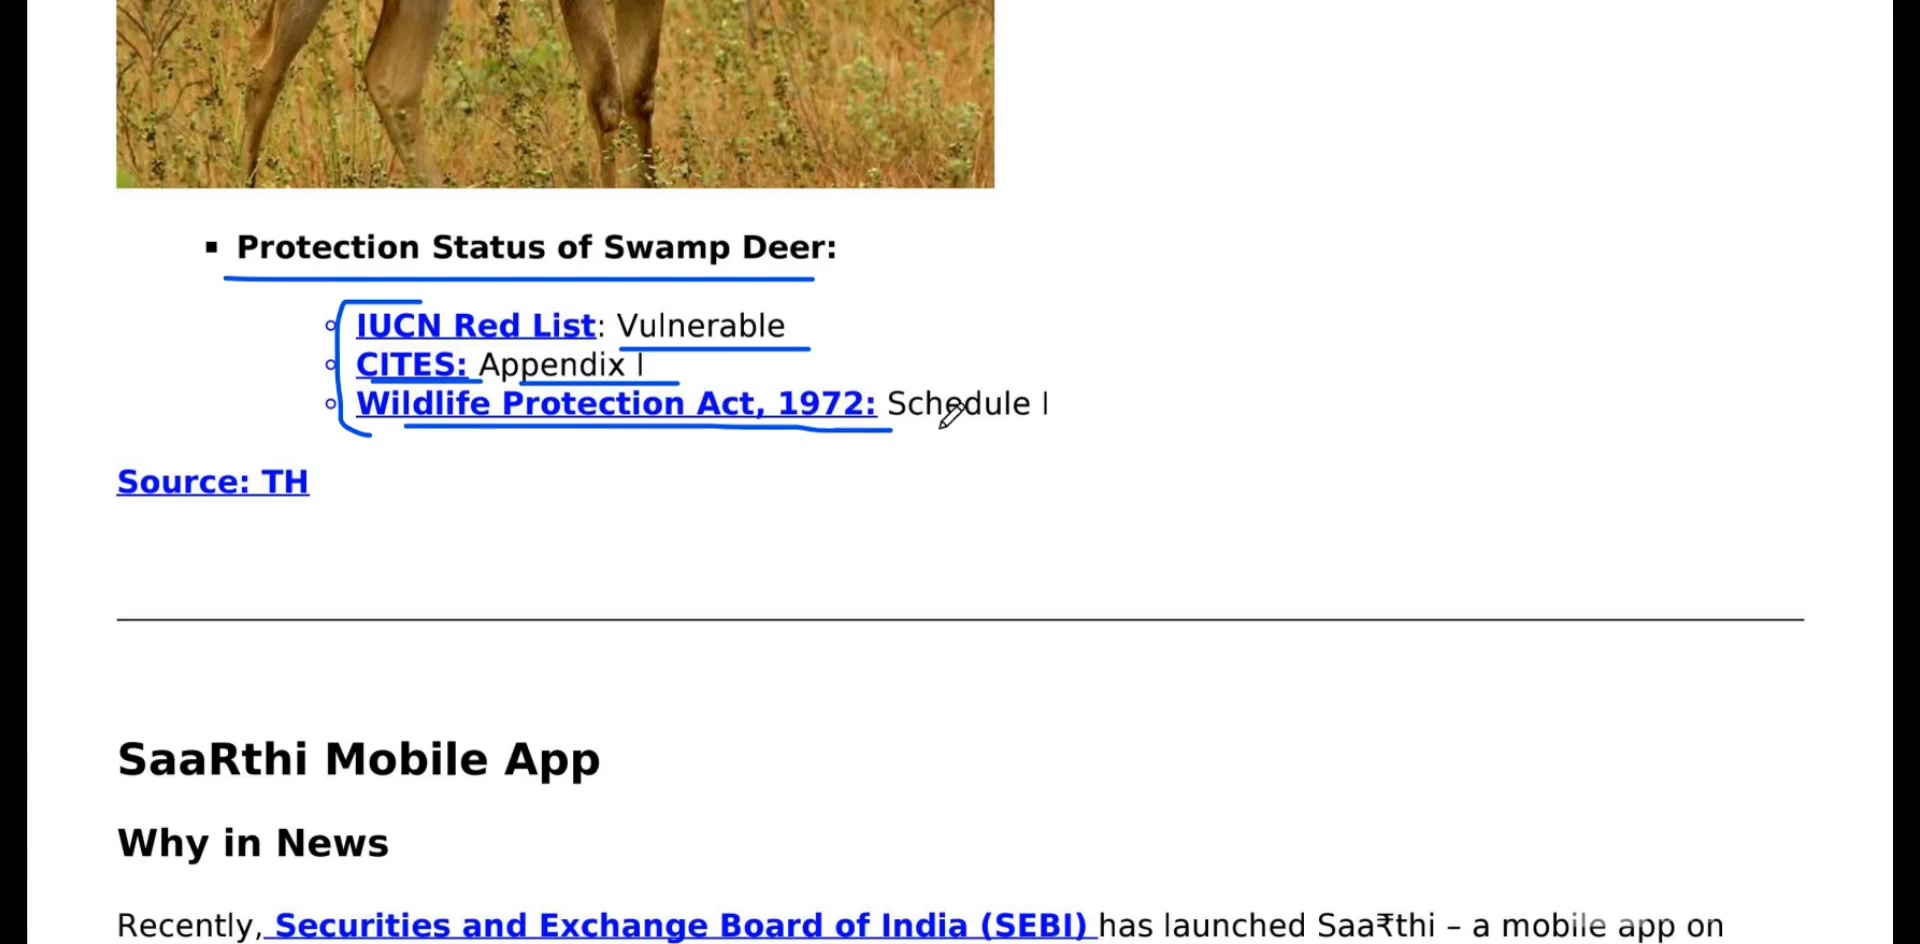 Protection Status of Swamp Deer:
IUCN Red List: Vulnerable
CITES: Appendix I
Wildlife Protection Act, 1972: Schedule I
Source: TH
SaaRthi Mobile App
Why in News
Recently, Securities and Exchange Board of India (SEBI) has launched Saa₹thi – a mobile app on